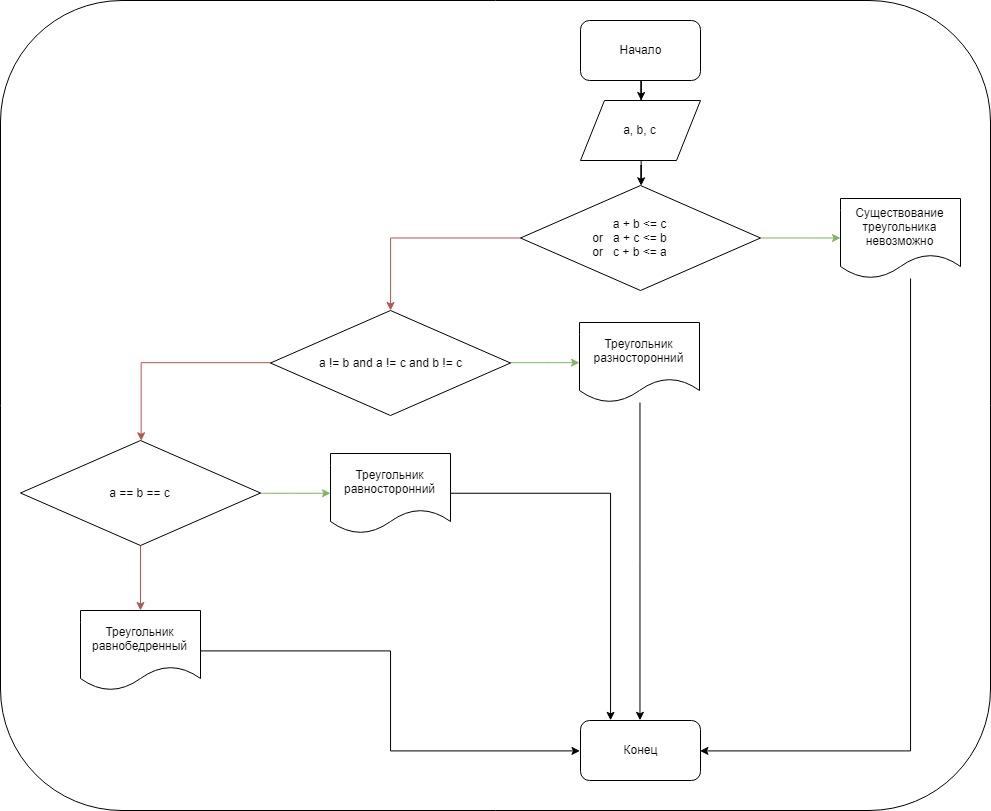 Начало
a, b, c
a + b <= c
or a + c <= b
or c + b <= a
Существование
треугольника
невозможно
a != b and a != c and b != c
Треугольник
разносторонний
a == b == c
Треугольник
равносторонний
Треугольник
равнобедренный
Конец